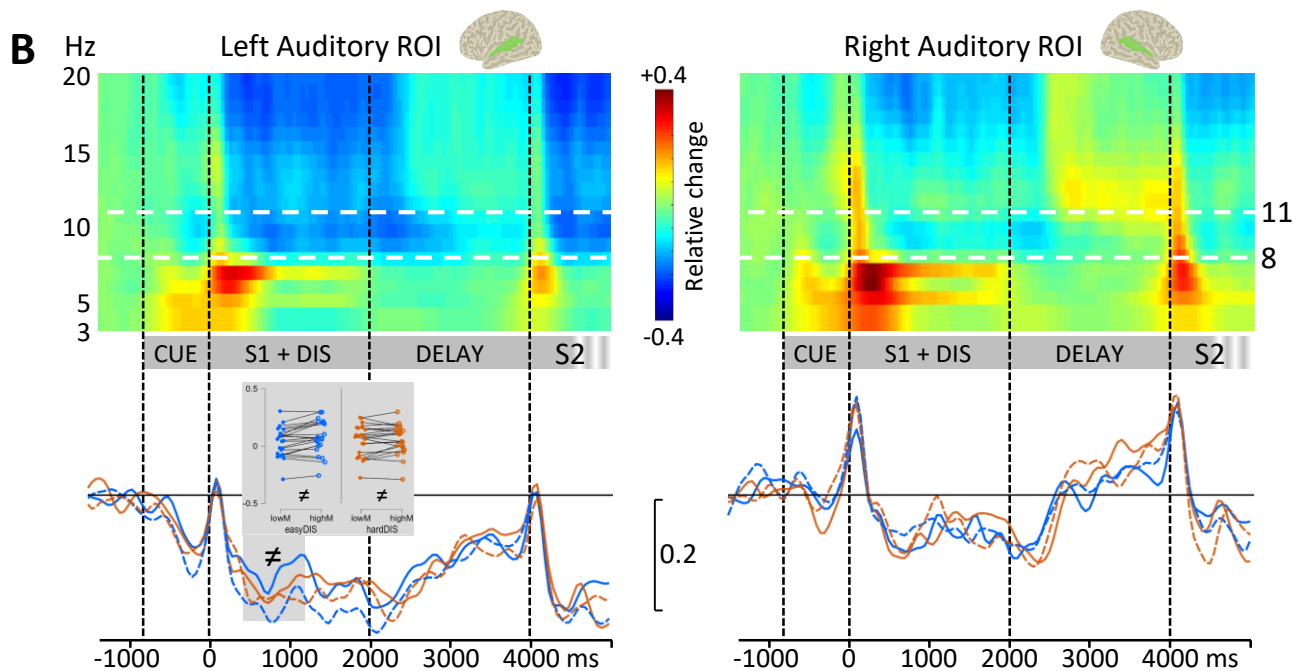 B
Hz
Left Auditory ROI
Right Auditory ROI
20
15
10
5
3
+0.4
Relative change
-0.4
11
8
CUE
S1 + DIS
DELAY
S2
CUE
S1 + DIS
DELAY
S2
0.5
0
-0.5
≠
≠
lowM
highM
lowM
highM
easyDIS
hardDIS
≠
0.2
-1000
0
1000
2000
3000
4000 ms
-1000
0
1000
2000
3000
4000 ms